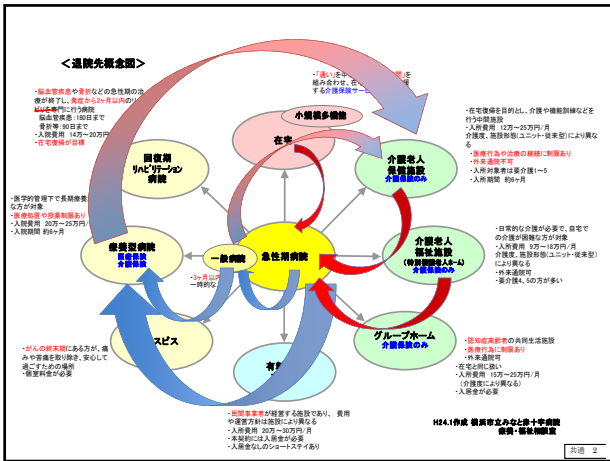 ＜退院先概念図＞
・脳血管疾患や骨折などの急性期の治
療が終了し、発症から2ヶ月以内のリハ
ビリを専門に行う病院
脳血管疾患：180日まで
骨折等：90日まで
・入院費用 14万～20万円
・在宅復帰が目標
・「通い」を中
問」を
組み合わせ、在
する介護保険サービ
小規模多機能
在宅
回復期
リハビリテーション
病院
介護老人
保健施設
介護保険のみ
・在宅復帰を目的とし、介護や機能訓練などを行
う中間施設
・入所費用 12万～25万円/月
介護度、施設形態(ユニット・従来型)により異な
る
・医療行為や治療の継続に制限あり
・外来通院不可
・入所対象者は要介護1～5
・入所期間 約6ヶ月
・医学的管理下で長期療養
な方が対象
・医療処置や投薬制限あり
・入院費用 20万～25万円/
・入院期間 約6ヶ月
療養型病院
医療保険
介護保険
一般病院
急性期病院
・3ヶ月以内
一時的な
介護老人
福祉施設
(特別養護老人ホーム)
介護保険のみ
・日常的な介護が必要で、自宅で
の介護が困難な方が対象
・入所費用 9万～18万円/月
介護度、施設形態(ユニット・従来型)
により異なる
・外来通院可
・要介護4、5の方が多い
スピス
・がんの終末期にある方が、痛
みや苦痛を取り除き、安心して
過ごすための場所
・個室料金が必要
グループホーム
介護保険のみ
・認知症高齢者の共同生活施設
・医療行為に制限あり
・外来通院可
・在宅と同じ扱い
・入所費用 15万～25万円/月
(介護度により異なる)
・入居金が必要
有
・民間事業者が経営する施設であり、費用
や運営方針は施設により異なる
・入所費用 20万～30万円/月
・本契約には入居金が必要
・入居金なしのショートステイあり
H24.1作成 横浜市立みなと赤十字病院
療養・福祉相談室
共通 2